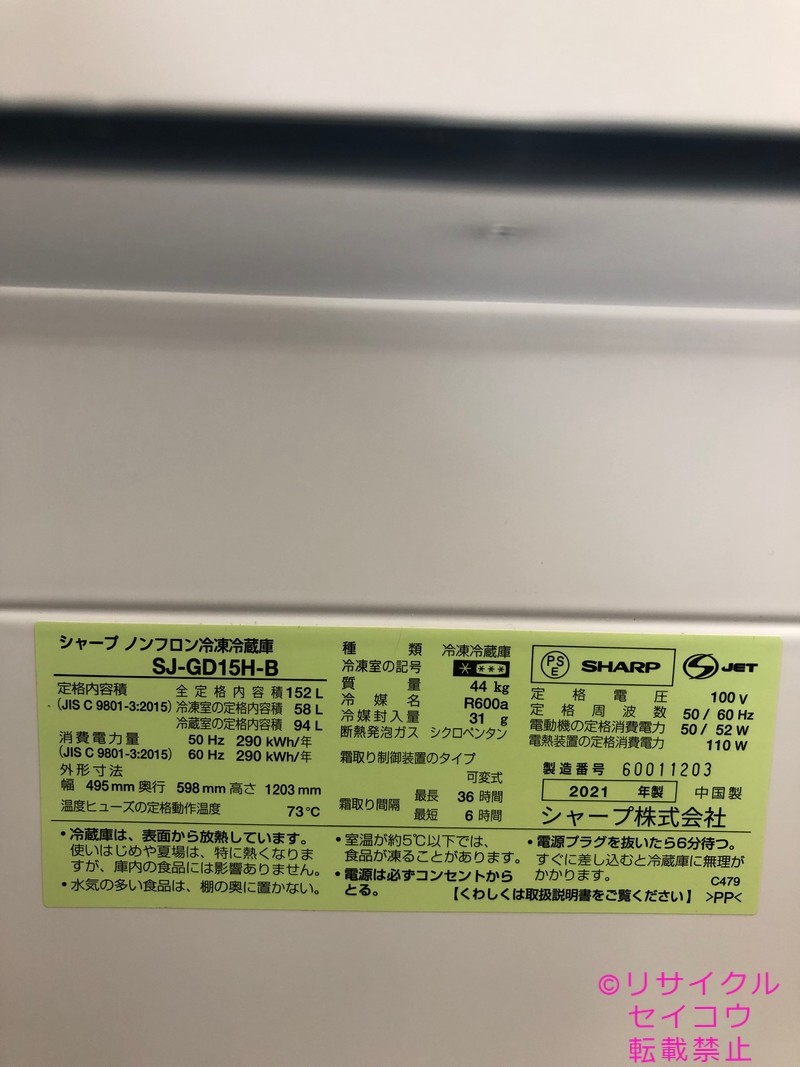 シャープ ノンフロン冷凍冷蔵庫
SJ-GD15H-B
定格内容積 全定格内容積 152 L
(JIS C 9801-3:2015) 冷凍室の定格内容積 58 L
冷蔵室の定格内容積 94 L
消費電力量 50 Hz 290 kWh/年
(JIS C 9801-3:2015) 60 Hz 290 kWh/年
外形寸法
幅 495 mm 奥行 598 mm 高さ 1203 mm
温度ヒューズの定格動作温度 73℃
種類 冷凍冷蔵庫
冷凍室の記号 * ***
質量 44 kg
冷媒名 R600a
冷媒封入量 31 g
断熱発泡ガス シクロペンタン
霜取り制御装置のタイプ
可変式
霜取り間隔 最長 36 時間
最短 6 時間
PSE SHARP S JET
定格電圧 100 V
定格周波数 50 / 60 Hz
電動機の定格消費電力 50 / 52 W
電熱装置の定格消費電力 110 W
製造番号 60011203
2021 年製 中国製
シャープ株式会社
・冷蔵庫は、表面から放熱しています。
使いはじめや夏場は、特に熱くなりま
すが、庫内の食品には影響ありません。
・水気の多い食品は、棚の奥に置かない。
・室温が約5℃以下では、
食品が凍ることがあります。
・電源は必ずコンセントから
とる。
・電源プラグを抜いたら6分待つ。
すぐに差し込むと冷蔵庫に無理が
かかります。
C479
【くわしくは取扱説明書をご覧ください】 >PP<
©リサイクル
セイコウ
転載禁止